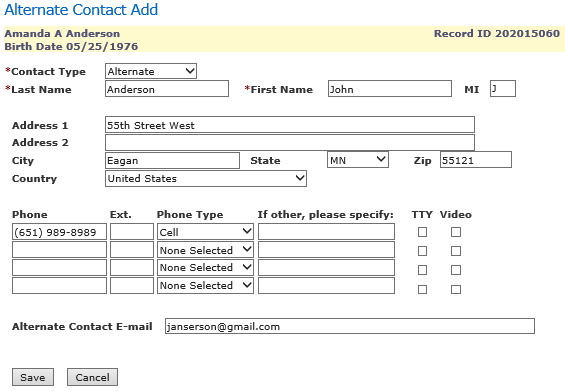 Alternate Contact Add
Amanda A Anderson Record ID 202015060
Birth Date 05/25/1976
*Contact Type Alternate
*Last Name Anderson *First Name John MI J
Address 1 55th Street West
Address 2
City Eagan State MN Zip 55121
Country United States
Phone Ext. Phone Type If other, please specify: TTY Video
(651) 989-8989 Cell
None Selected
None Selected
None Selected
Alternate Contact E-mail janserson@gmail.com
Save Cancel